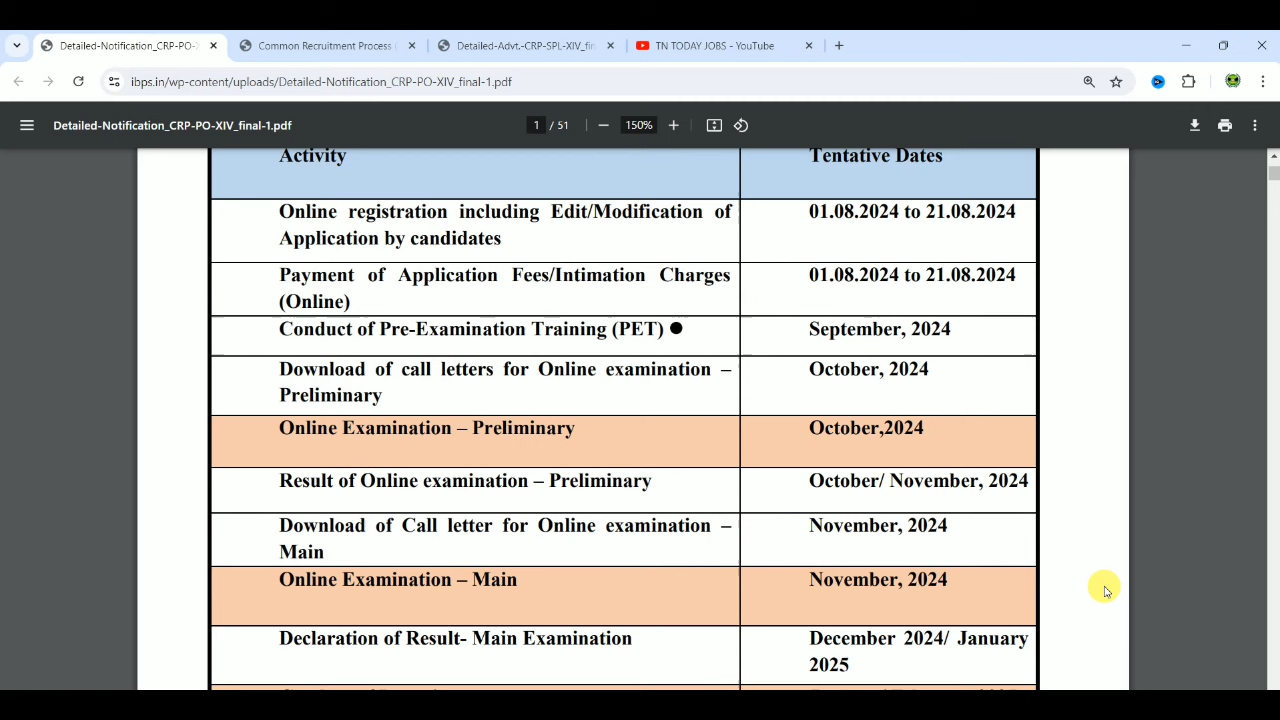 Detailed-Notification_CRP-PO-X
Common Recruitment Process
Detailed-Advt.-CRP-SPL-XIV_fin
TN TODAY JOBS - YouTube
ibps.in/wp-content/uploads/Detailed-Notification_CRP-PO-XIV_final-1.pdf
Detailed-Notification_CRP-PO-XIV_final-1.pdf
1 / 51
150%
Activity
Tentative Dates
Online registration including Edit/Modification of
Application by candidates
01.08.2024 to 21.08.2024
Payment of Application Fees/Intimation Charges
(Online)
01.08.2024 to 21.08.2024
Conduct of Pre-Examination Training (PET) ●
September, 2024
Download of call letters for Online examination –
Preliminary
October, 2024
Online Examination – Preliminary
October,2024
Result of Online examination – Preliminary
October/ November, 2024
Download of Call letter for Online examination –
Main
November, 2024
Online Examination – Main
November, 2024
Declaration of Result- Main Examination
December 2024/ January
2025